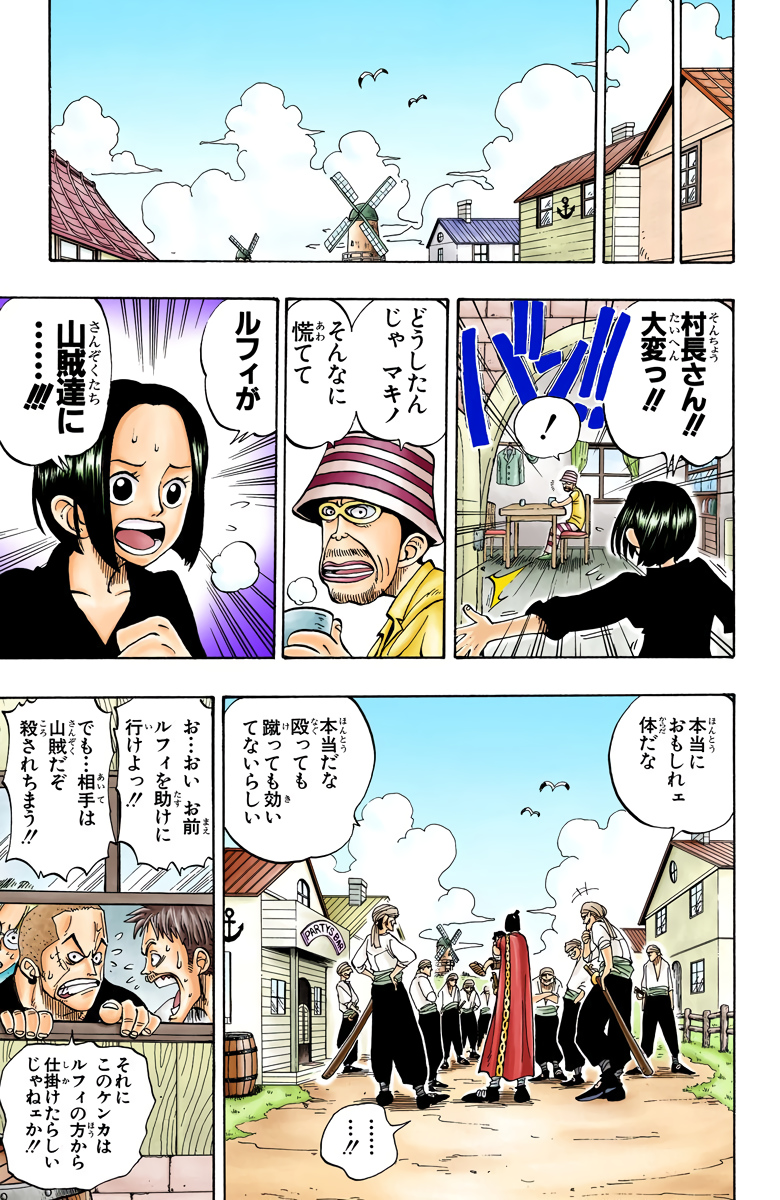 村長さん!!
大変っ!!
バン!!!
!
どうしたん
じゃ マキノ
そんなに
慌てて
ルフィが
山賊達に
……!!!
本当に
おもしれェ
体だな
本当だな
殴っても
蹴っても効い
てないらしい
PARTYS BAR
……
……!!
お…おい お前
ルフィを助けに
行けよっ!!
でも…相手は
山賊だぞ
殺されちまう!!
それに
このケンカは
ルフィの方から
仕掛けたらしい
じゃねェか!!